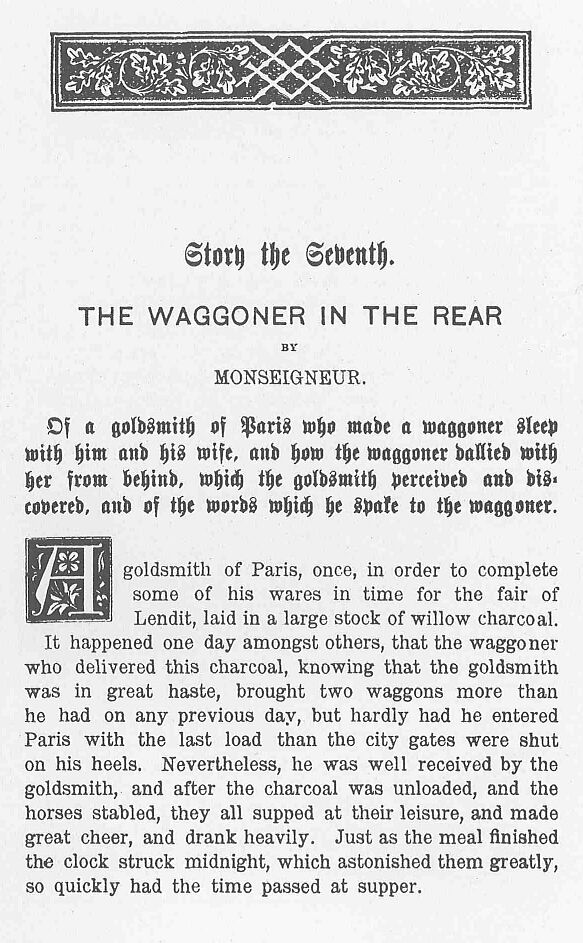 Story the Seventh.
THE WAGGONER IN THE REAR
BY
MONSEIGNEUR.
Of a goldsmith of Paris who made a waggoner sleep
with him and his wife, and how the waggoner dallied with
her from behind, which the goldsmith perceived and dis-
covered, and of the words which he spake to the waggoner.
A goldsmith of Paris, once, in order to complete
some of his wares in time for the fair of
Lendit, laid in a large stock of willow charcoal.
It happened one day amongst others, that the waggoner
who delivered this charcoal, knowing that the goldsmith
was in great haste, brought two waggons more than
he had on any previous day, but hardly had he entered
Paris with the last load than the city gates were shut
on his heels. Nevertheless, he was well received by the
goldsmith, and after the charcoal was unloaded, and the
horses stabled, they all supped at their leisure, and made
great cheer, and drank heavily. Just as the meal finished
the clock struck midnight, which astonished them greatly,
so quickly had the time passed at supper.